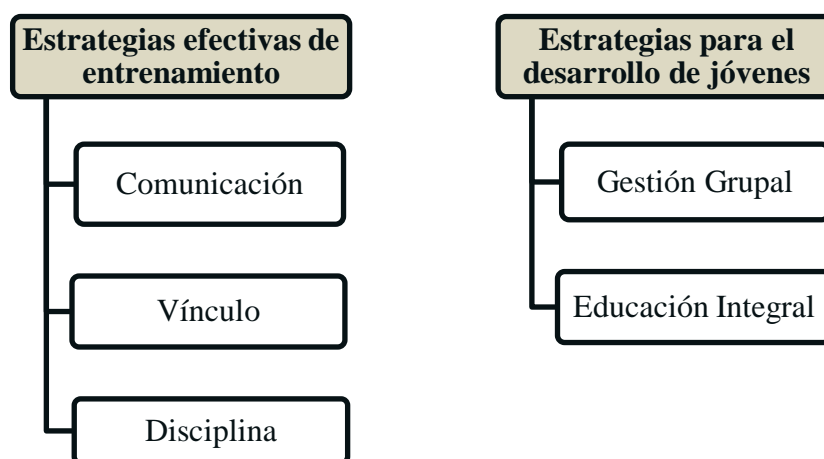 Estrategias efectivas de
entrenamiento
Comunicación
Vínculo
Disciplina
Estrategias para el
desarrollo de jóvenes
Gestión Grupal
Educación Integral